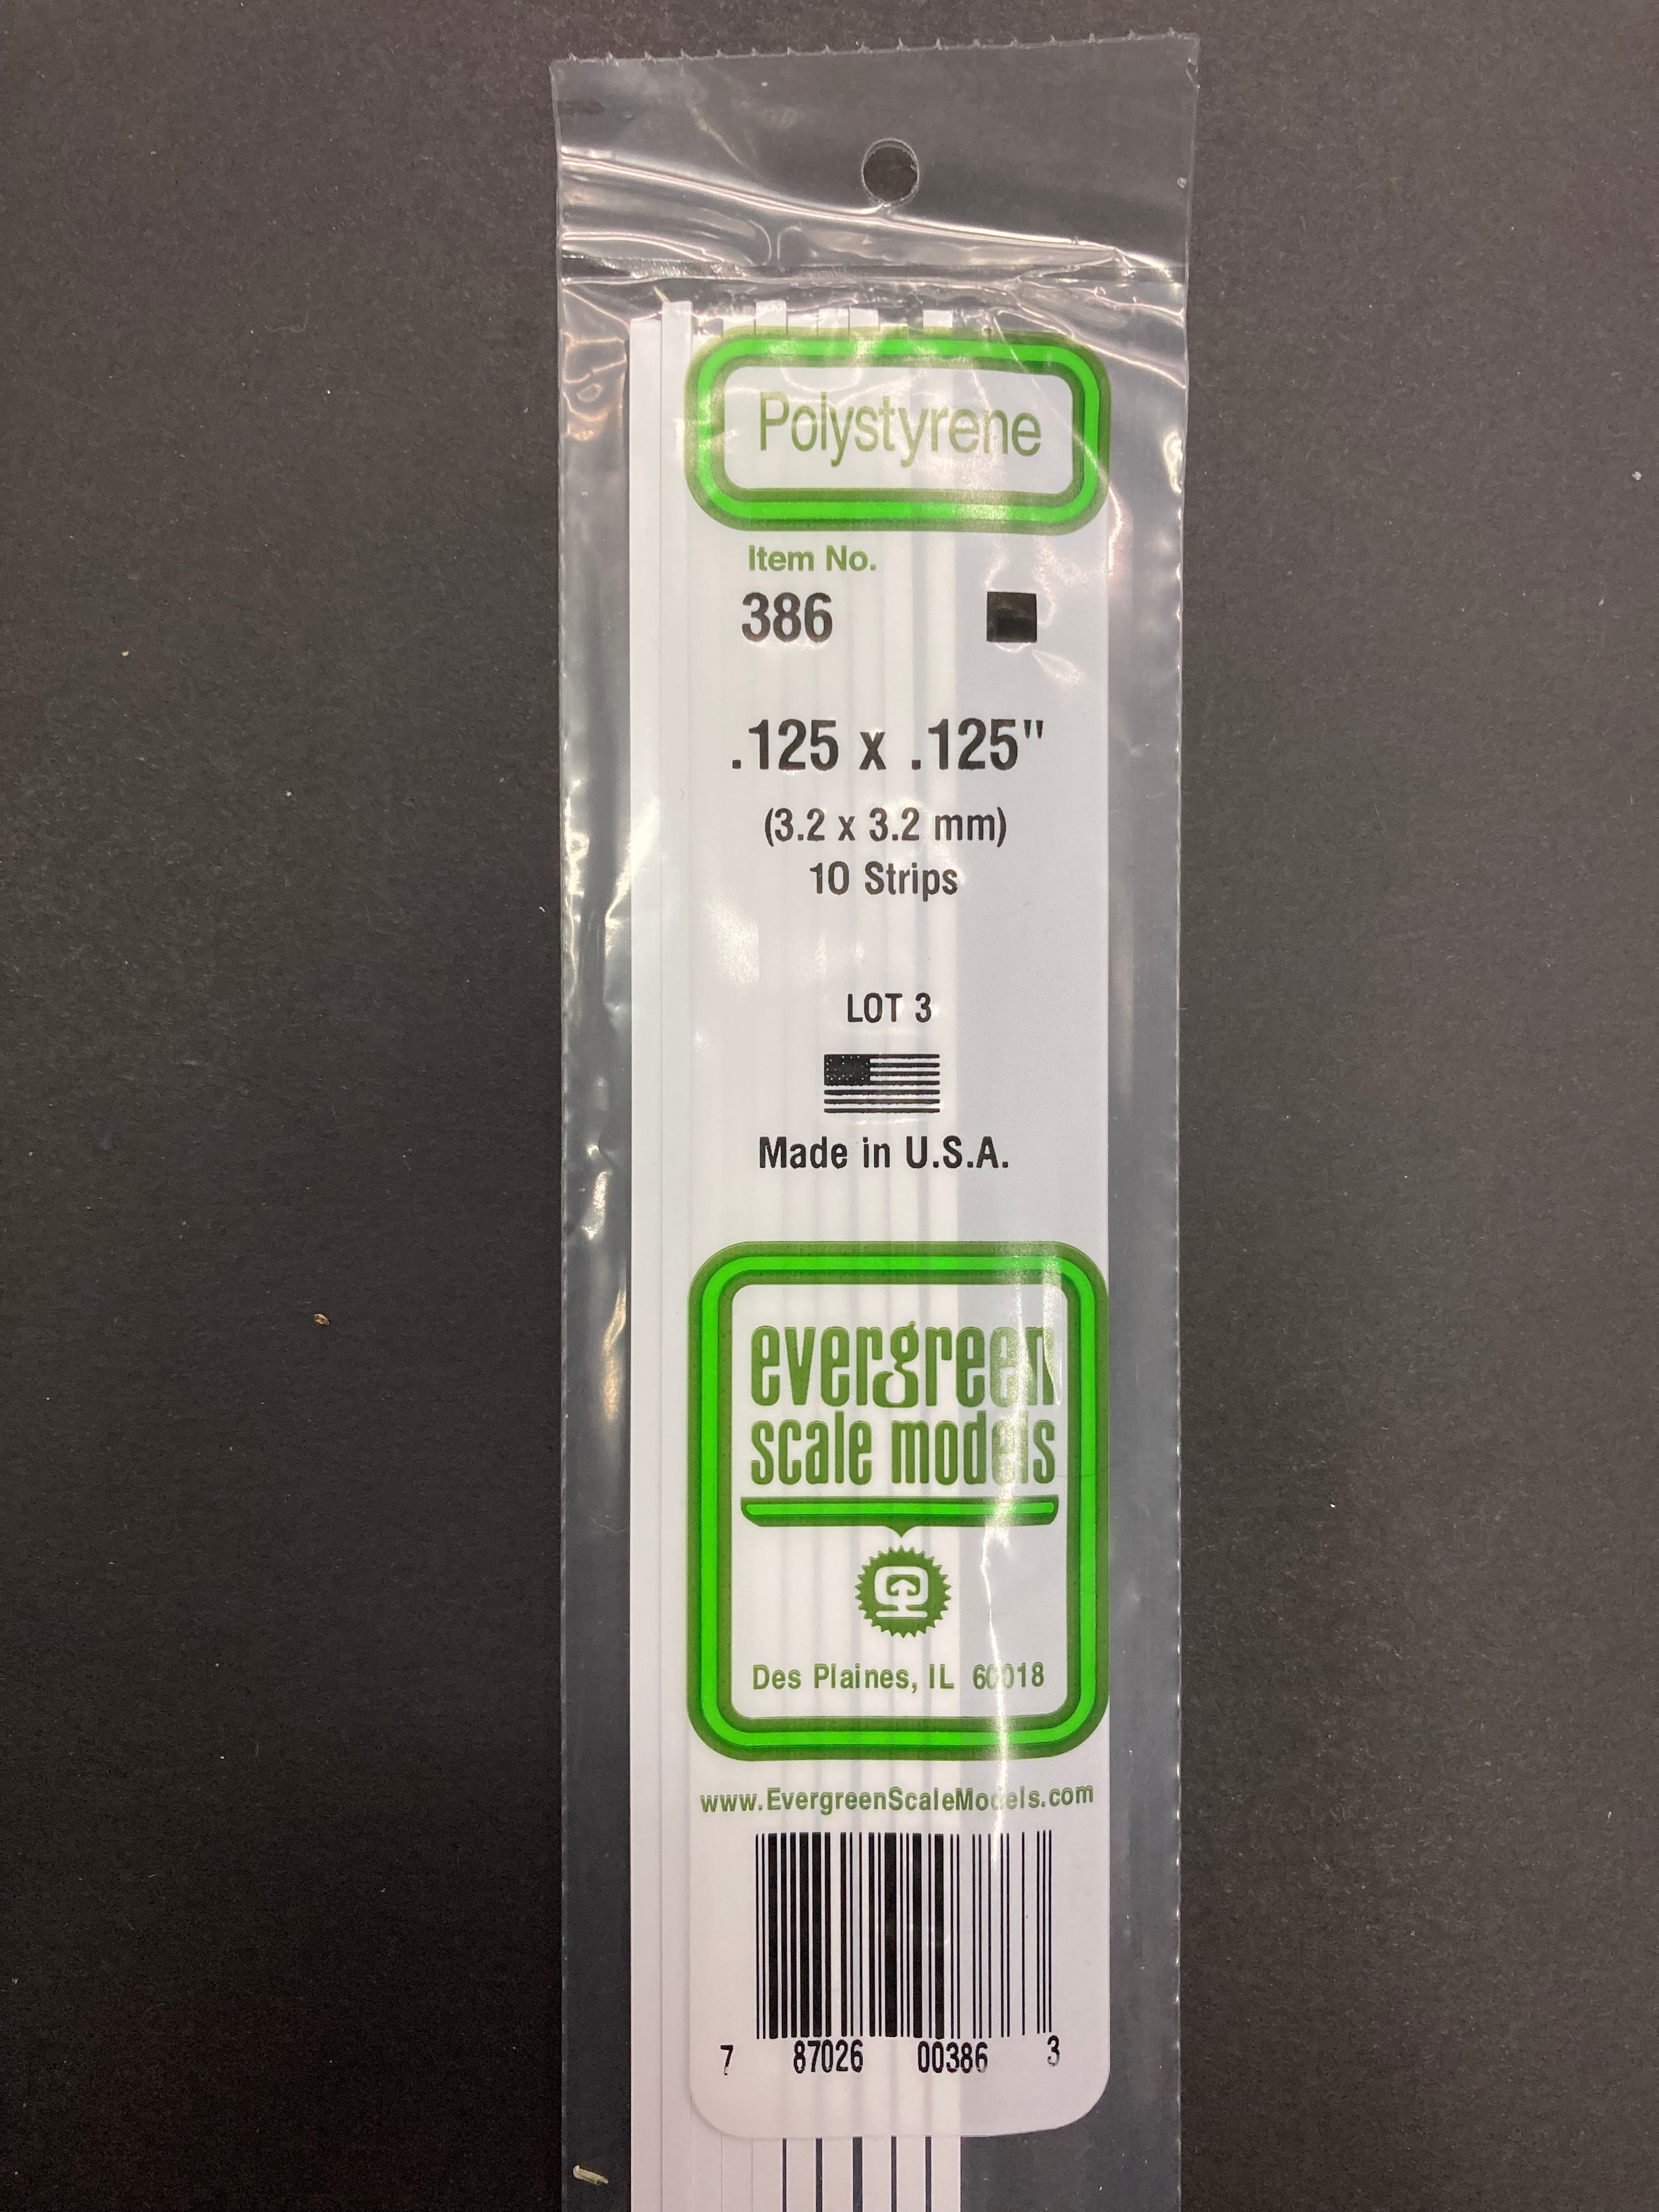 Polystyrene
Item No.
386
.125 x .125"
(3.2 x 3.2 mm)
10 Strips
LOT 3
Made in U.S.A.
evergreen
scale models
Des Plaines, IL 60018
www.EvergreenScaleModels.com
7 87026 00386 3